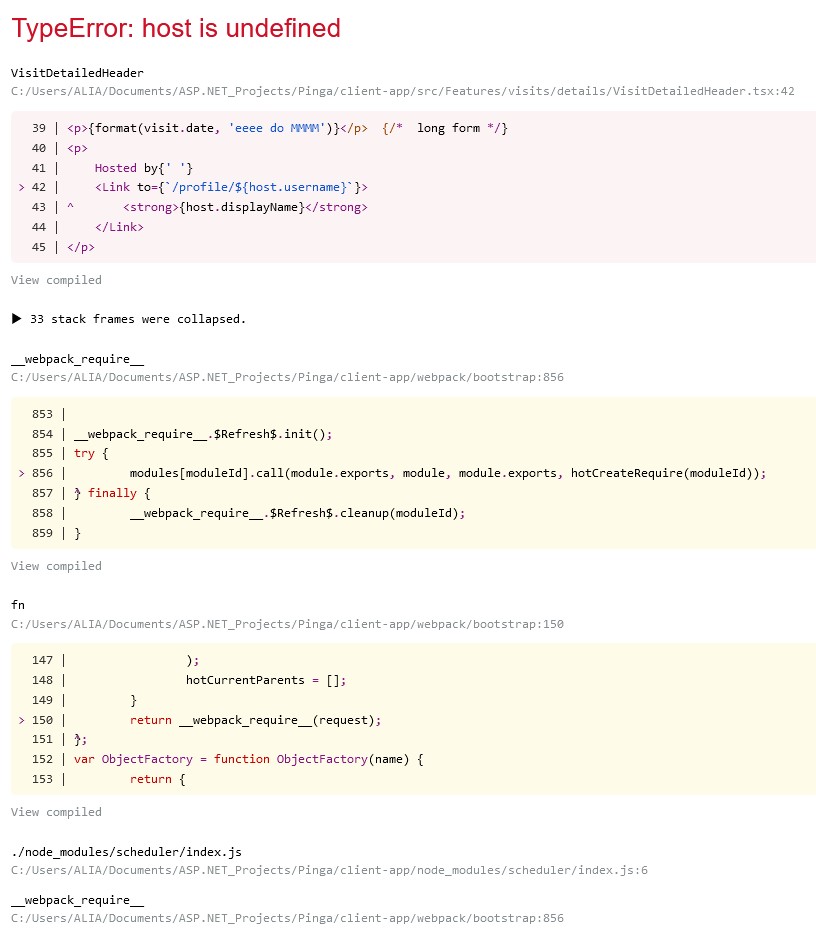 TypeError: host is undefined
VisitDetailedHeader
C:/Users/ALIA/Documents/ASP.NET_Projects/Pinga/client-app/src/Features/visits/details/VisitDetailedHeader.tsx:42
  39 | <p>{format(visit.date, 'eeee do MMMM')}</p>  {/*  long form */}
  40 | <p>
  41 |     Hosted by{' '}
> 42 |     <Link to={`/profile/${host.username}`}>
  43 | ^       <strong>{host.displayName}</strong>
  44 |     </Link>
  45 | </p>
View compiled
▶ 33 stack frames were collapsed.
__webpack_require__
C:/Users/ALIA/Documents/ASP.NET_Projects/Pinga/client-app/webpack/bootstrap:856
  853 |
  854 | __webpack_require__.$Refresh$.init();
  855 | try {
> 856 |         modules[moduleId].call(module.exports, module, module.exports, hotCreateRequire(moduleId));
  857 | } finally {
  858 |         __webpack_require__.$Refresh$.cleanup(moduleId);
  859 | }
View compiled
fn
C:/Users/ALIA/Documents/ASP.NET_Projects/Pinga/client-app/webpack/bootstrap:150
  147 |                 );
  148 |                 hotCurrentParents = [];
  149 |         }
> 150 |         return __webpack_require__(request);
  151 | };
  152 | var ObjectFactory = function ObjectFactory(name) {
  153 |         return {
View compiled
./node_modules/scheduler/index.js
C:/Users/ALIA/Documents/ASP.NET_Projects/Pinga/client-app/node_modules/scheduler/index.js:6
__webpack_require__
C:/Users/ALIA/Documents/ASP.NET_Projects/Pinga/client-app/webpack/bootstrap:856